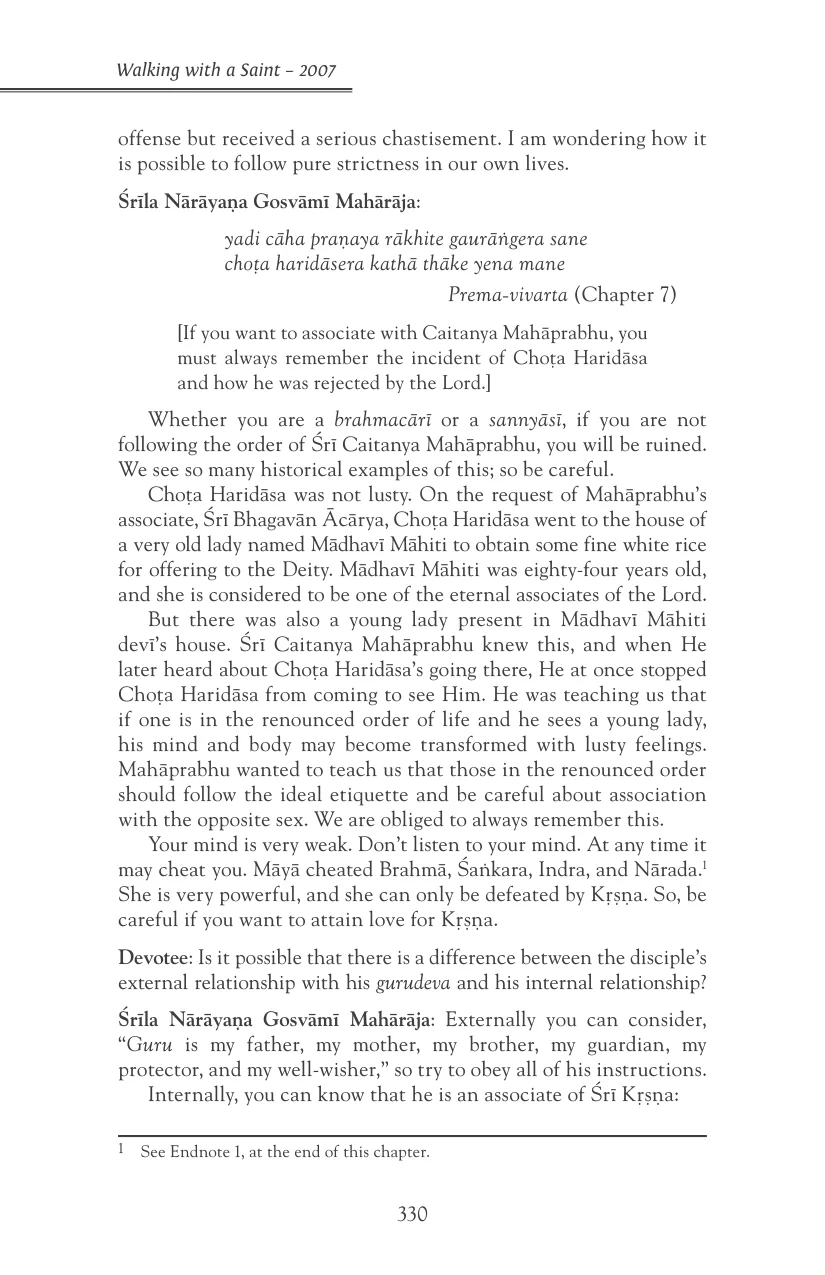 Walking with a Saint – 2007
offense but received a serious chastisement. I am wondering how it
is possible to follow pure strictness in our own lives.
Śrīla Nārāyaṇa Gosvāmī Mahārāja:
yadi cāha praṇaya rākhite gaurāṅgera sane
choṭa haridāsera kathā thāke yena mane
Prema-vivarta (Chapter 7)
[If you want to associate with Caitanya Mahāprabhu, you
must always remember the incident of Choṭa Haridāsa
and how he was rejected by the Lord.]
Whether you are a brahmacārī or a sannyāsī, if you are not
following the order of Śrī Caitanya Mahāprabhu, you will be ruined.
We see so many historical examples of this; so be careful.
Choṭa Haridāsa was not lusty. On the request of Mahāprabhu’s
associate, Śrī Bhagavān Ācārya, Choṭa Haridāsa went to the house of
a very old lady named Mādhavī Māhiti to obtain some fine white rice
for offering to the Deity. Mādhavī Māhiti was eighty-four years old,
and she is considered to be one of the eternal associates of the Lord.
But there was also a young lady present in Mādhavī Māhiti
devī’s house. Śrī Caitanya Mahāprabhu knew this, and when He
later heard about Choṭa Haridāsa’s going there, He at once stopped
Choṭa Haridāsa from coming to see Him. He was teaching us that
if one is in the renounced order of life and he sees a young lady,
his mind and body may become transformed with lusty feelings.
Mahāprabhu wanted to teach us that those in the renounced order
should follow the ideal etiquette and be careful about association
with the opposite sex. We are obliged to always remember this.
Your mind is very weak. Don’t listen to your mind. At any time it
may cheat you. Māyā cheated Brahmā, Śaṅkara, Indra, and Nārada.¹
She is very powerful, and she can only be defeated by Kṛṣṇa. So, be
careful if you want to attain love for Kṛṣṇa.
Devotee: Is it possible that there is a difference between the disciple’s
external relationship with his gurudeva and his internal relationship?
Śrīla Nārāyaṇa Gosvāmī Mahārāja: Externally you can consider,
“Guru is my father, my mother, my brother, my guardian, my
protector, and my well-wisher,” so try to obey all of his instructions.
Internally, you can know that he is an associate of Śrī Kṛṣṇa:
1 See Endnote 1, at the end of this chapter.
330